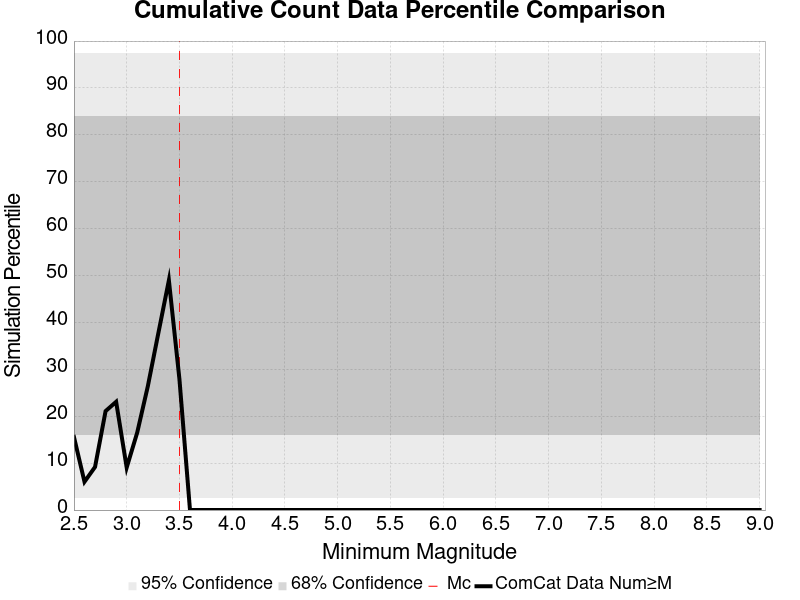 Cumulative Count Data Percentile Comparison
100
90
80
70
60
50
40
30
20
10
0
Simulation Percentile
2.5 3.0 3.5 4.0 4.5 5.0 5.5 6.0 6.5 7.0 7.5 8.0 8.5 9.0
Minimum Magnitude
95% Confidence 68% Confidence Mc ComCat Data Num≥M